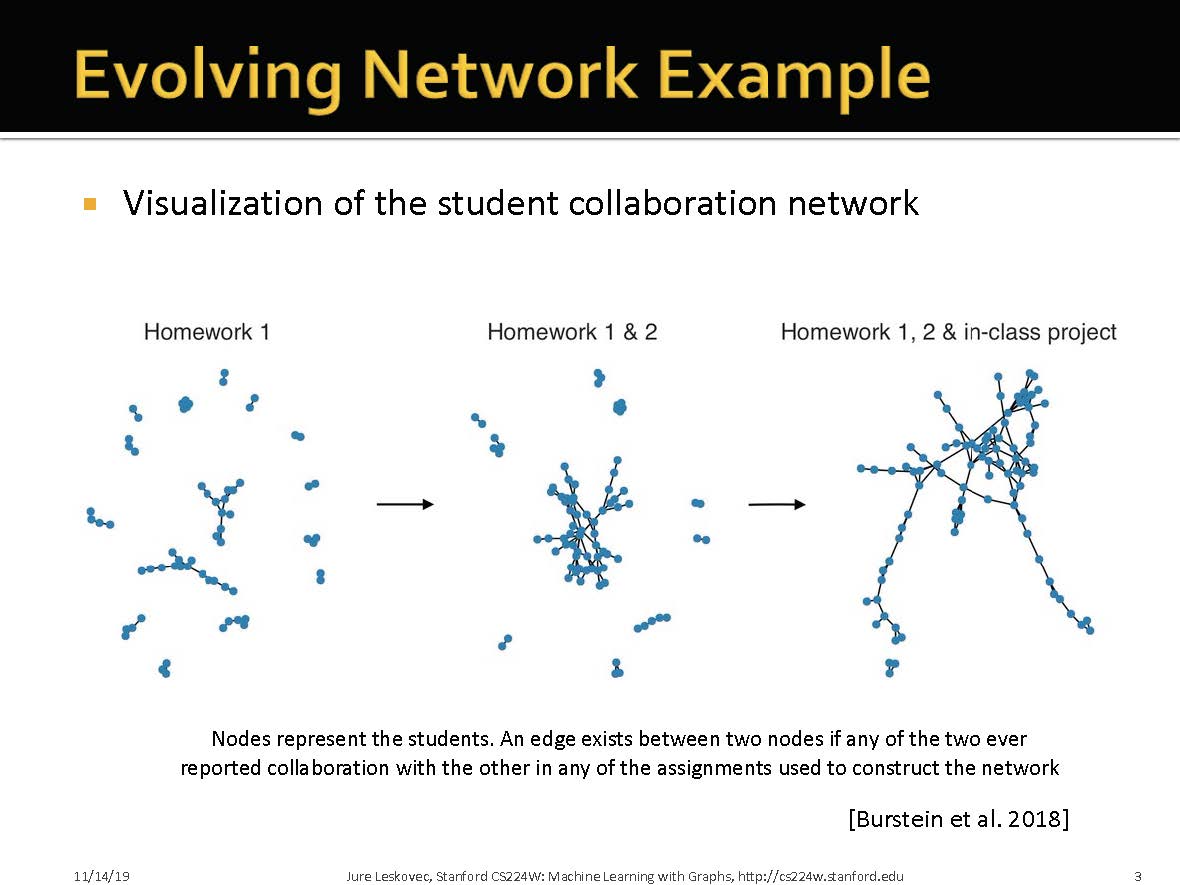 Evolving Network Example
Visualization of the student collaboration network
Homework 1
Homework 1 & 2
Homework 1, 2 & in-class project
Nodes represent the students. An edge exists between two nodes if any of the two ever
reported collaboration with the other in any of the assignments used to construct the network
[Burstein et al. 2018]
11/14/19
Jure Leskovec, Stanford CS224W: Machine Learning with Graphs, http://cs224w.stanford.edu
3